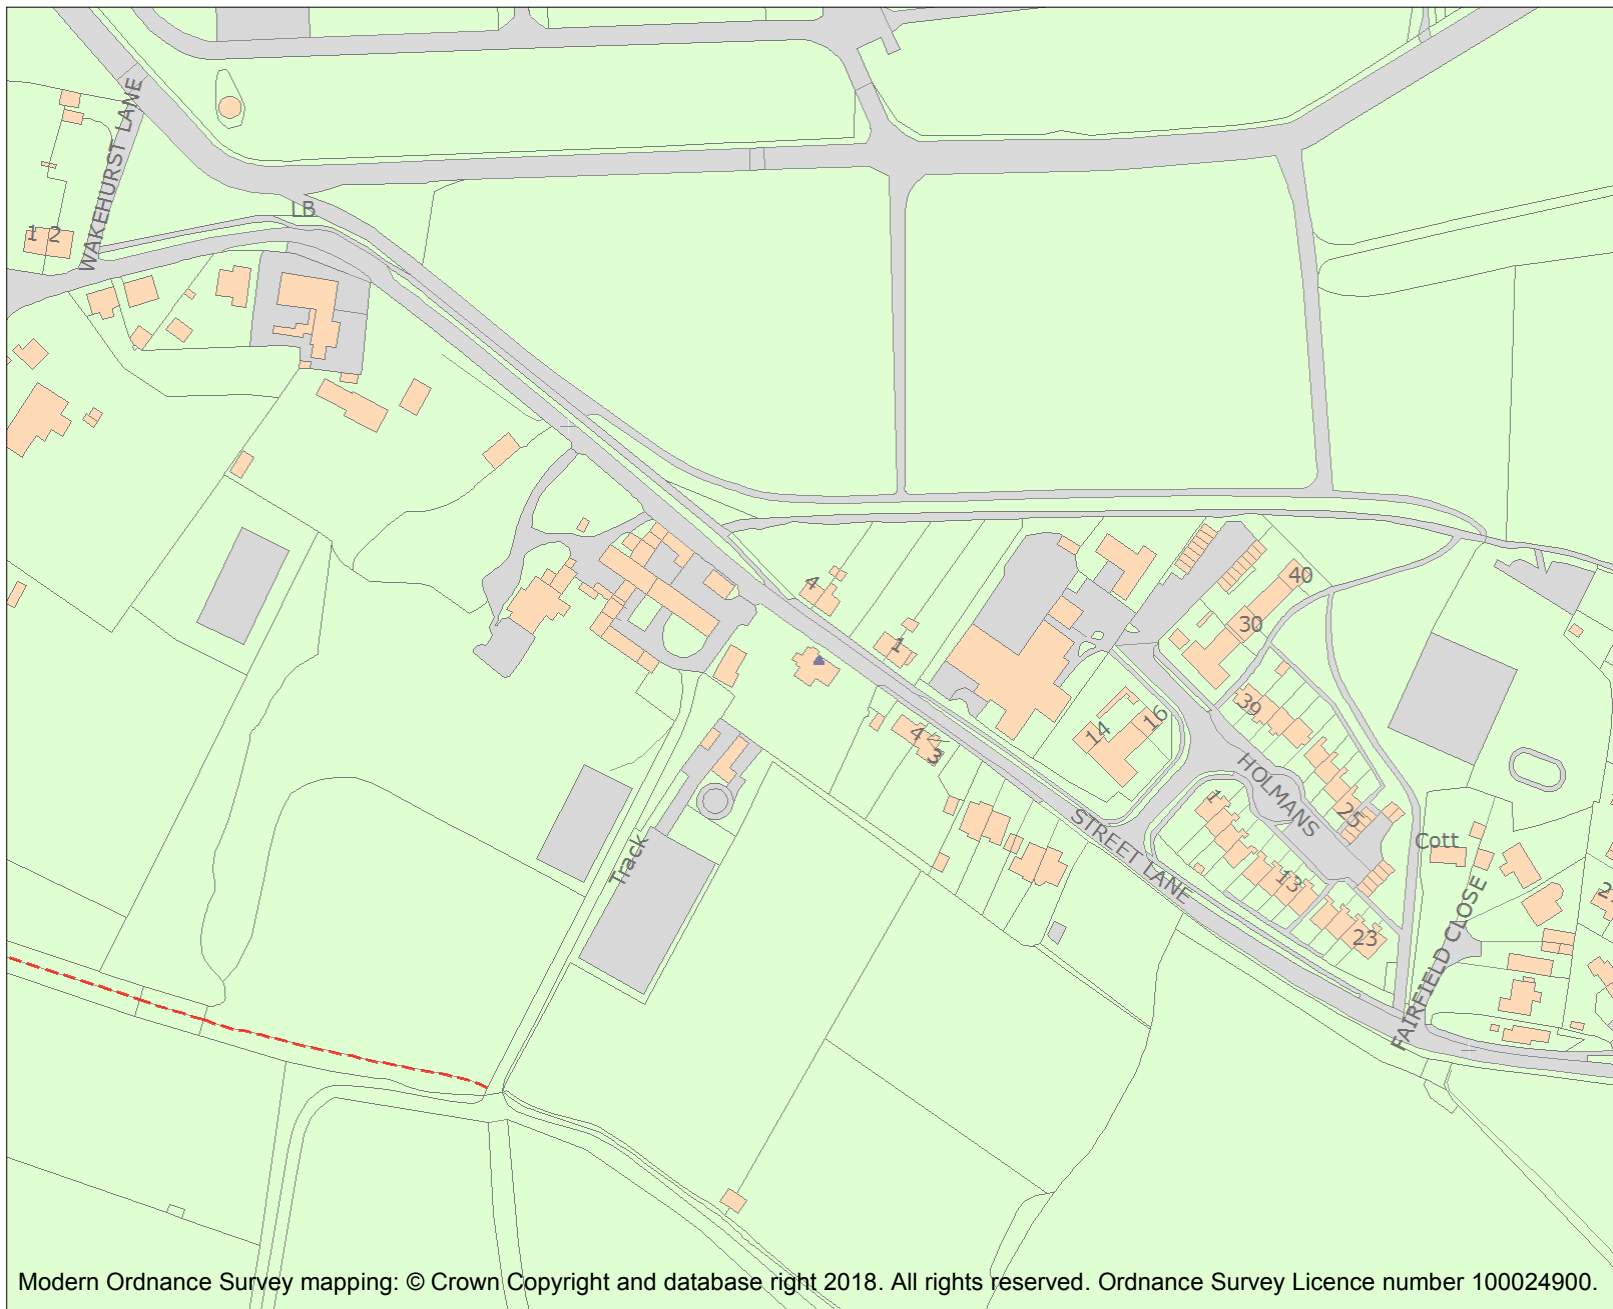 WAKEHURST LANE
LB
1 2
4
1
40
30
39
14
16
4
3
HOLMANS
1
25
STREET LANE
Cott
Track
13
23
FAIRFIELD CLOSE
Modern Ordnance Survey mapping: © Crown Copyright and database right 2018. All rights reserved. Ordnance Survey Licence number 100024900.